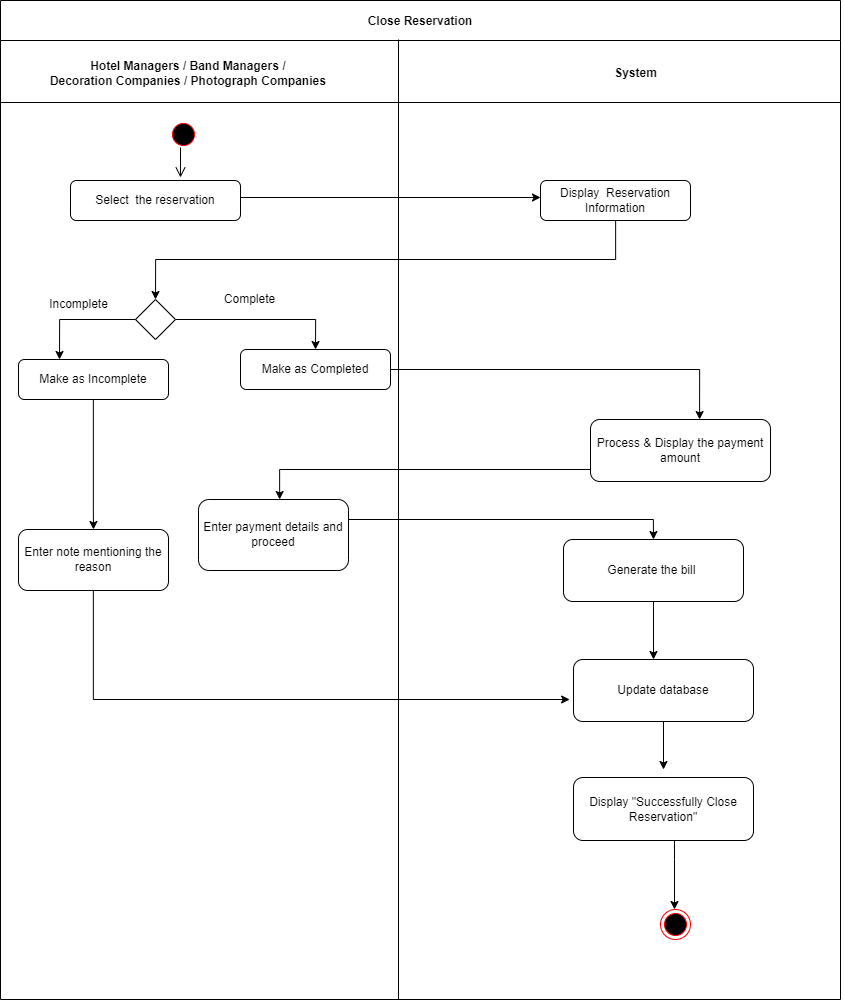 Close Reservation
Hotel Managers / Band Managers /
Decoration Companies / Photograph Companies
System
Select the reservation
Display Reservation
Information
Incomplete
Complete
Make as Incomplete
Make as Completed
Process & Display the payment
amount
Enter payment details and
proceed
Enter note mentioning the
reason
Generate the bill
Update database
Display "Successfully Close
Reservation"